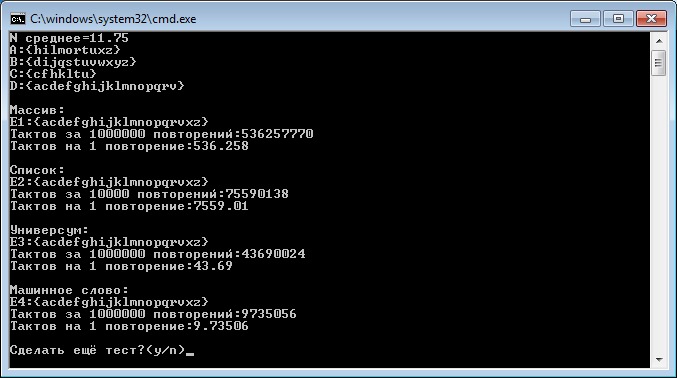 C:\windows\system32\cmd.exe
N среднее=11.75
A:{hilmortuxz}
B:{dijqstuvwxyz}
C:{cfhkltu}
D:{acdefghijklmnopqrv}
Массив:
E1:{acdefghijklmnopqrvxz}
Тактов за 1000000 повторений:536257770
Тактов на 1 повторение:536.258
Список:
E2:{acdefghijklmnopqrvxz}
Тактов за 10000 повторений:75590138
Тактов на 1 повторение:7559.01
Универсум:
E3:{acdefghijklmnopqrvxz}
Тактов за 1000000 повторений:43690024
Тактов на 1 повторение:43.69
Машинное слово:
E4:{acdefghijklmnopqrvxz}
Тактов за 1000000 повторений:9735056
Тактов на 1 повторение:9.73506
Сделать ещё тест?(y/n)_